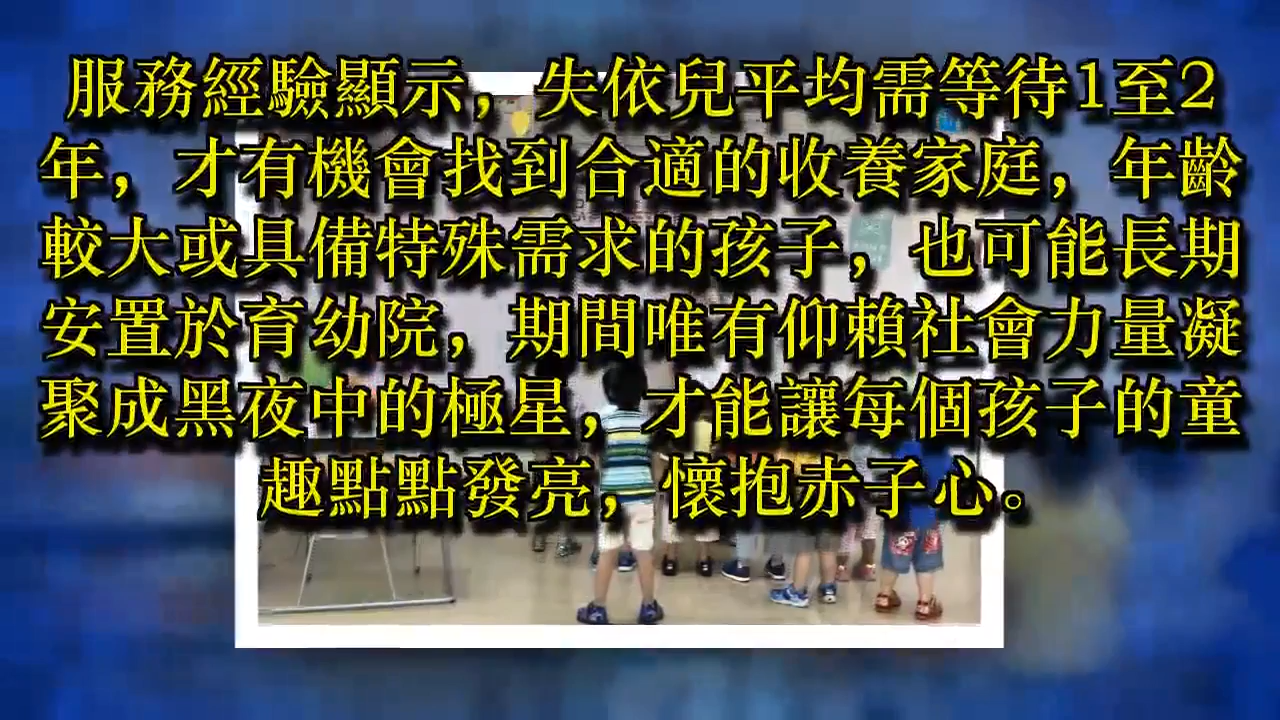 服務經驗顯示，失依兒平均需等待1至2
年，才有機會找到合適的收養家庭，年齡
較大或具備特殊需求的孩子，也可能長期
安置於育幼院，期間唯有仰賴社會力量凝
聚成黑夜中的極星，才能讓每個孩子的童
趣點點發亮，懷抱赤子心。